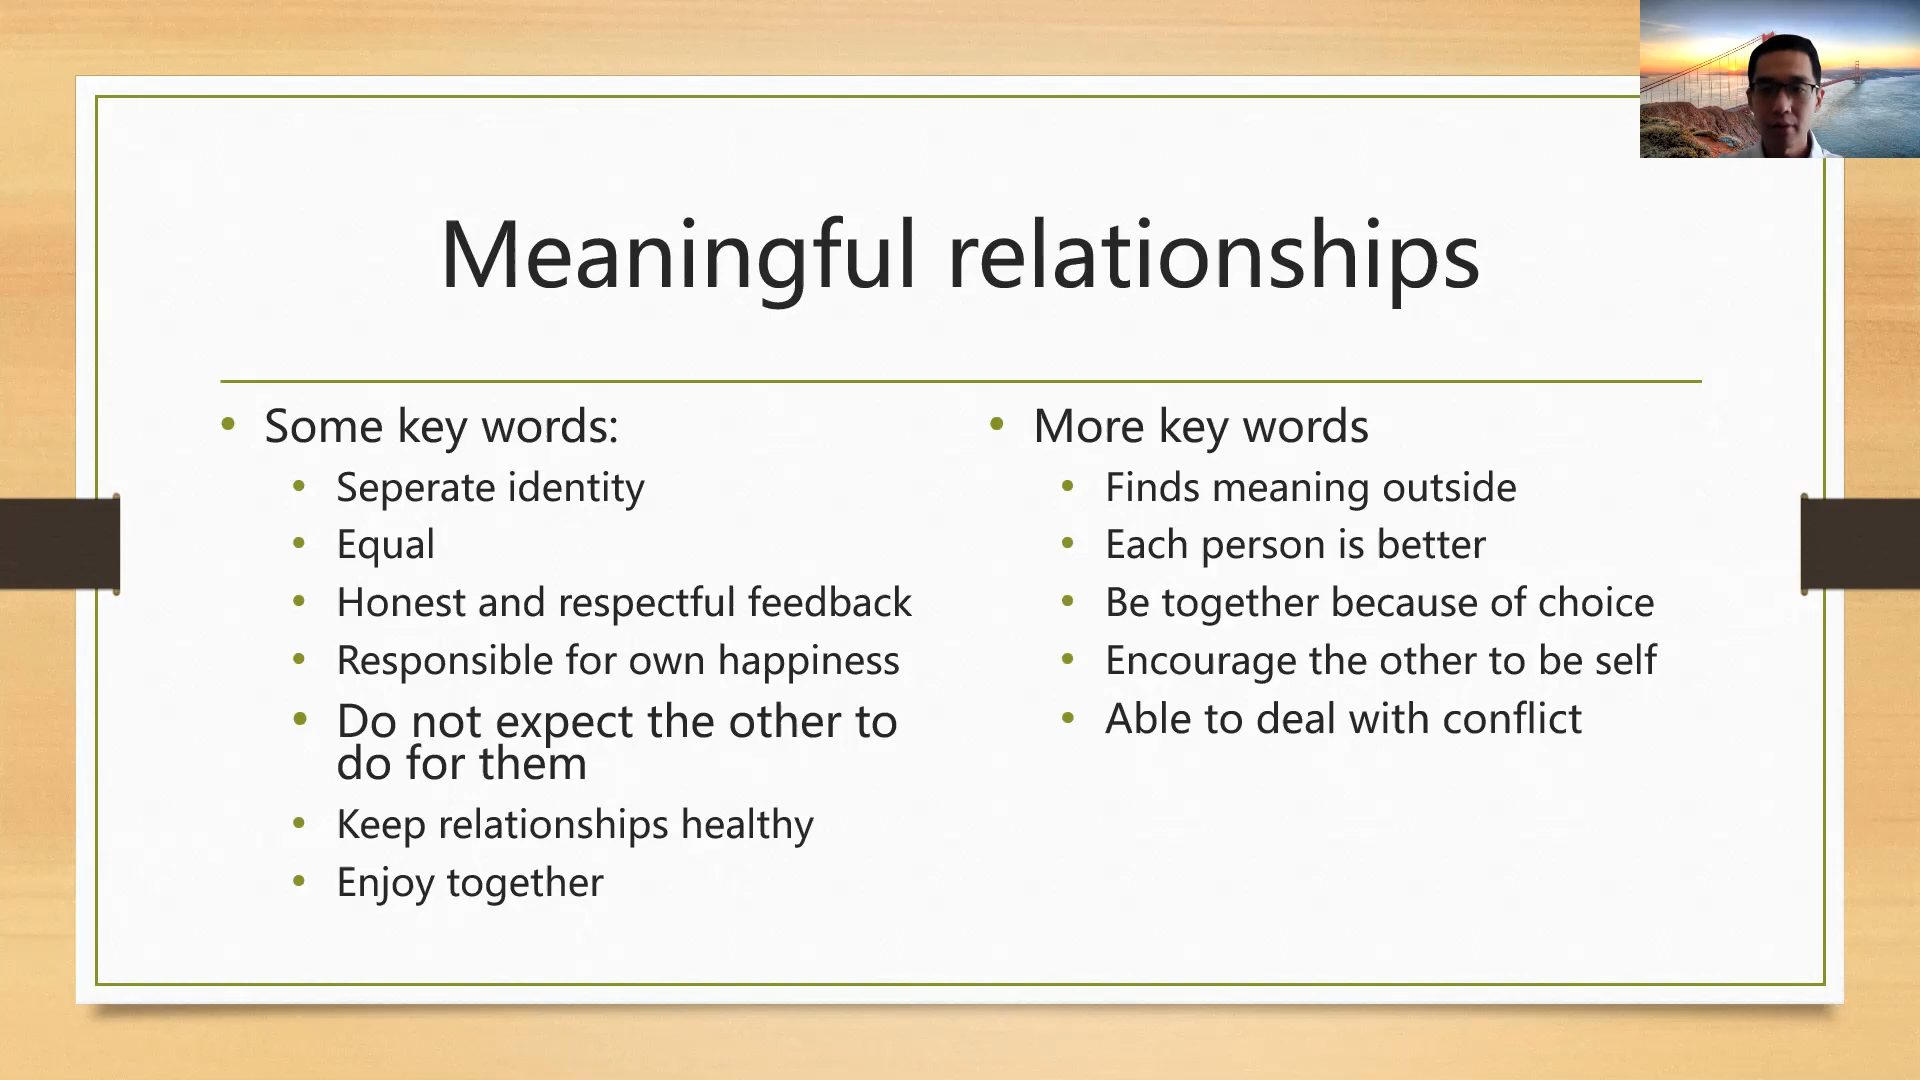 Meaningful relationships
• Some key words:
• Seperate identity
• Equal
• Honest and respectful feedback
• Responsible for own happiness
• Do not expect the other to
do for them
• Keep relationships healthy
• Enjoy together
• More key words
• Finds meaning outside
• Each person is better
• Be together because of choice
• Encourage the other to be self
• Able to deal with conflict